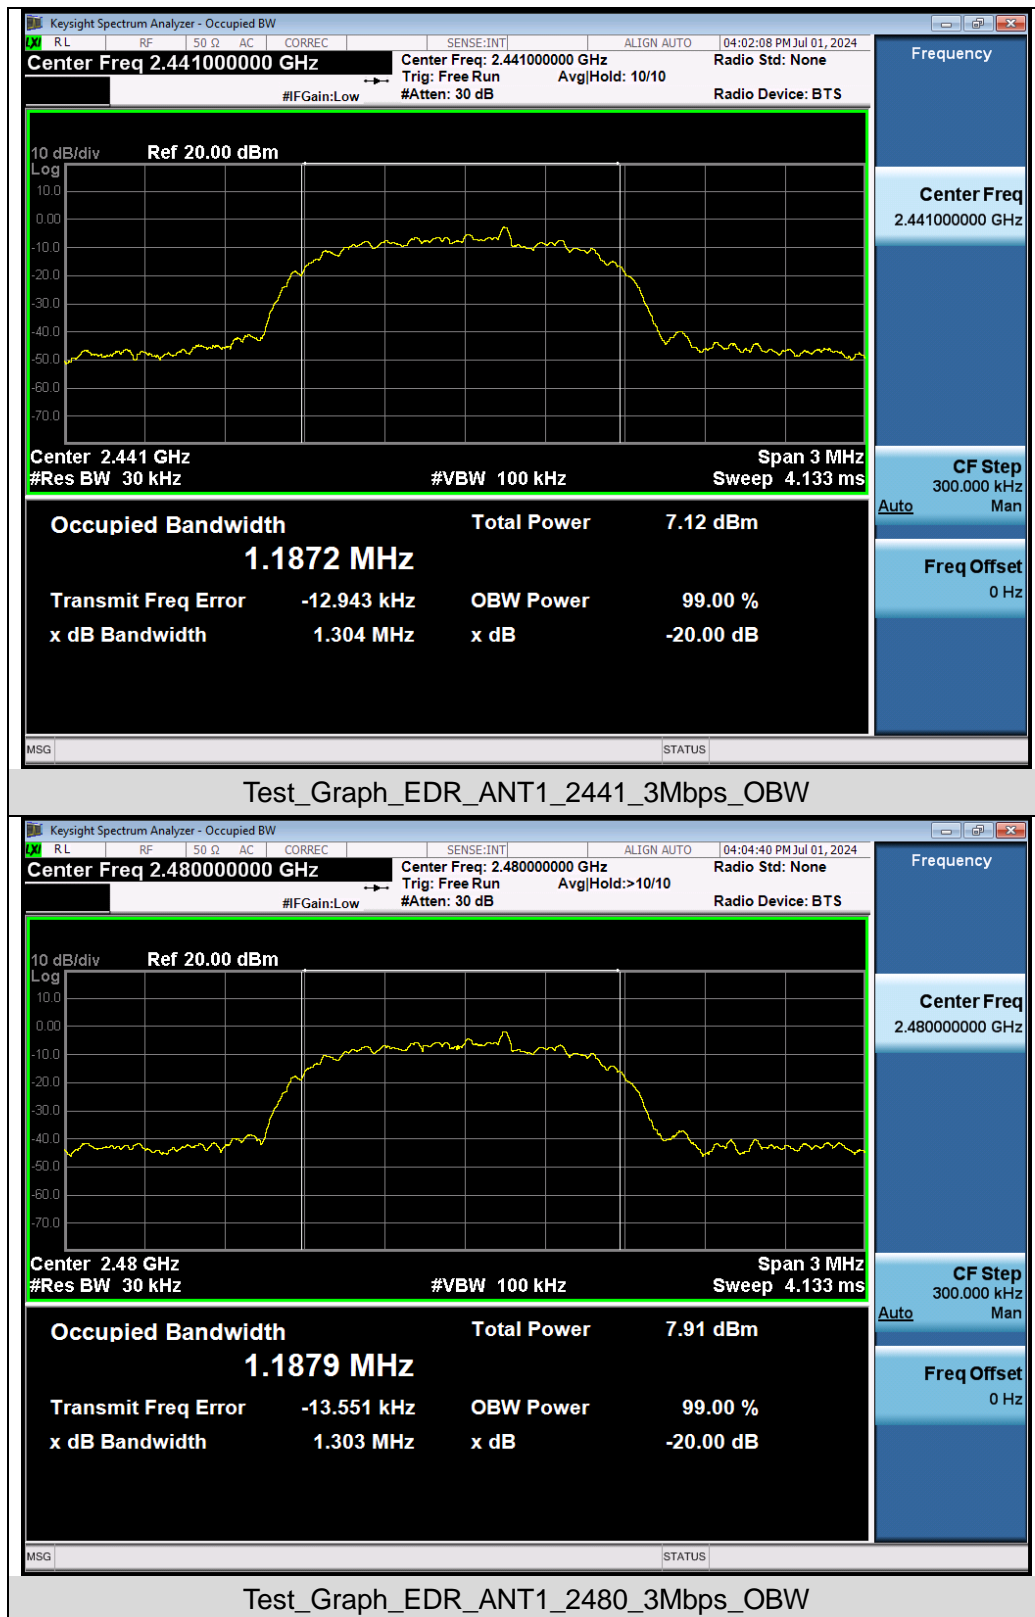 Keysight Spectrum Analyzer - Occupied BW
LXI RL RF 50 Ω AC CORREC SENSE:INT ALIGN AUTO 04:02:08 PM Jul 01, 2024
Center Freq 2.441000000 GHz Center Freq: 2.441000000 GHz Radio Std: None
Trig: Free Run Avg|Hold: 10/10
#IFGain:Low #Atten: 30 dB Radio Device: BTS
Frequency
10 dB/div Ref 20.00 dBm
Log
10.0
0.00
-10.0
-20.0
-30.0
-40.0
-50.0
-60.0
-70.0
Center 2.441 GHz Span 3 MHz
#Res BW 30 kHz #VBW 100 kHz Sweep 4.133 ms
Center Freq
2.441000000 GHz
CF Step
300.000 kHz
Auto Man
Freq Offset
0 Hz
Occupied Bandwidth Total Power 7.12 dBm
1.1872 MHz
Transmit Freq Error -12.943 kHz OBW Power 99.00 %
x dB Bandwidth 1.304 MHz x dB -20.00 dB
MSG STATUS
Test_Graph_EDR_ANT1_2441_3Mbps_OBW
Keysight Spectrum Analyzer - Occupied BW
LXI RL RF 50 Ω AC CORREC SENSE:INT ALIGN AUTO 04:04:40 PM Jul 01, 2024
Center Freq 2.480000000 GHz Center Freq: 2.480000000 GHz Radio Std: None
Trig: Free Run Avg|Hold:>10/10
#IFGain:Low #Atten: 30 dB Radio Device: BTS
Frequency
10 dB/div Ref 20.00 dBm
Log
10.0
0.00
-10.0
-20.0
-30.0
-40.0
-50.0
-60.0
-70.0
Center 2.48 GHz Span 3 MHz
#Res BW 30 kHz #VBW 100 kHz Sweep 4.133 ms
Center Freq
2.480000000 GHz
CF Step
300.000 kHz
Auto Man
Freq Offset
0 Hz
Occupied Bandwidth Total Power 7.91 dBm
1.1879 MHz
Transmit Freq Error -13.551 kHz OBW Power 99.00 %
x dB Bandwidth 1.303 MHz x dB -20.00 dB
MSG STATUS
Test_Graph_EDR_ANT1_2480_3Mbps_OBW